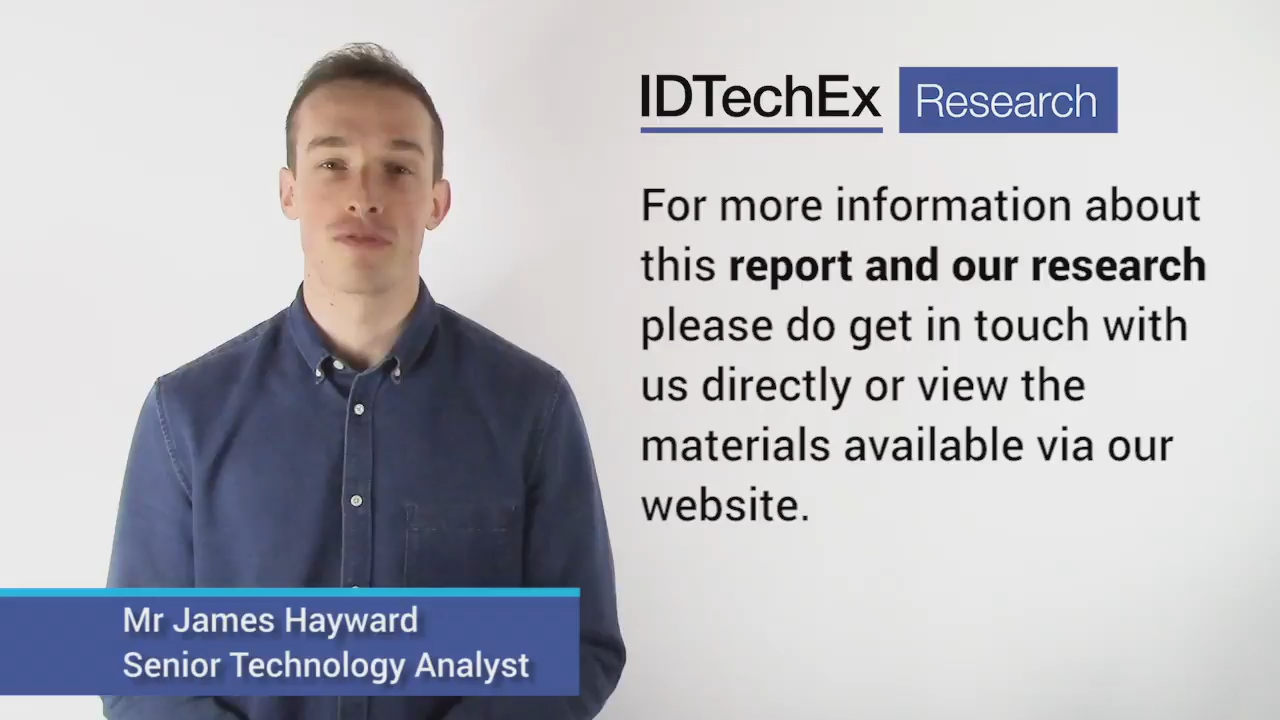 IDTechEx Research
For more information about
this report and our research
please do get in touch with
us directly or view the
materials available via our
website.
Mr James Hayward
Senior Technology Analyst